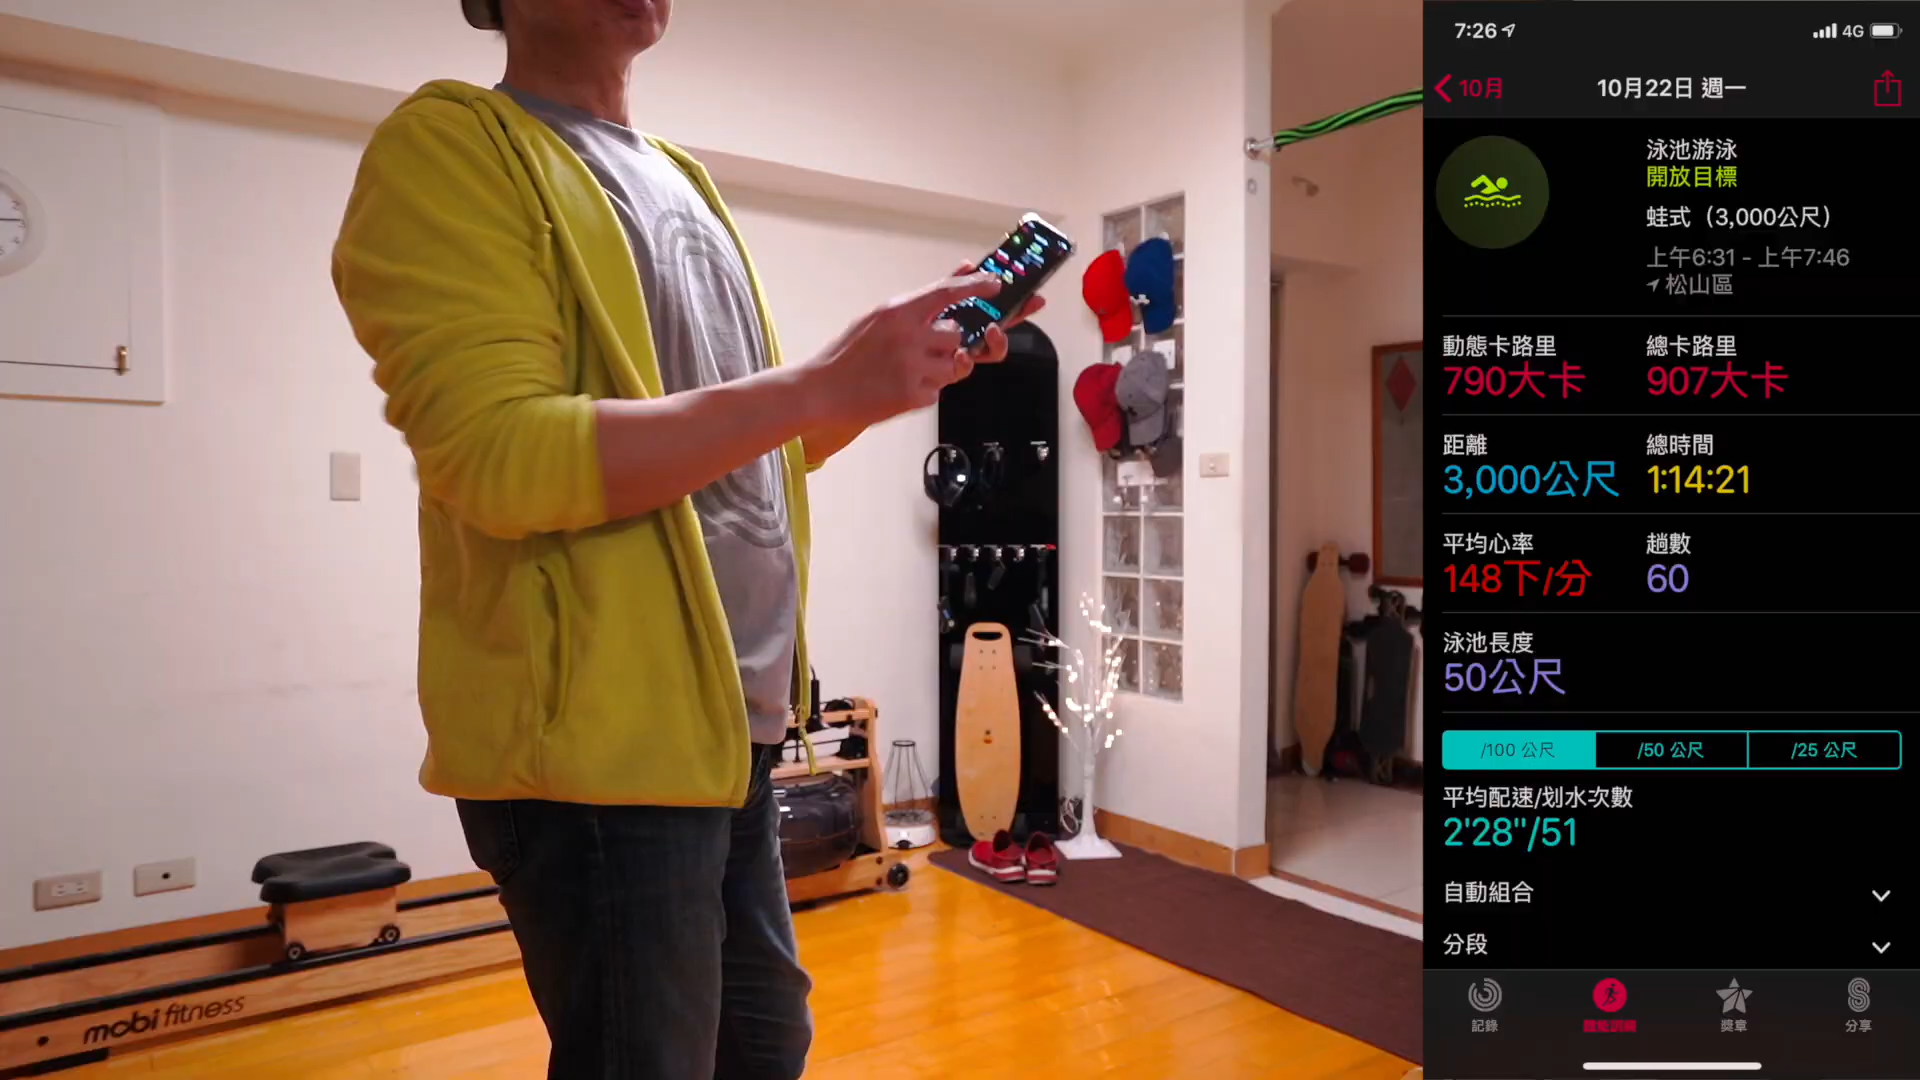 mobifitness
7:26
4G
10月
10月22日 週一
泳池游泳
開放目標
蛙式（3,000公尺）
上午6:31 - 上午7:46
松山區
動態卡路里
總卡路里
790大卡
907大卡
距離
總時間
3,000公尺
1:14:21
平均心率
趟數
148下/分
60
泳池長度
50公尺
/100 公尺
/50 公尺
/25 公尺
平均配速/划水次數
2'28"/51
自動組合
分段
記錄
體能訓練
獎章
分享